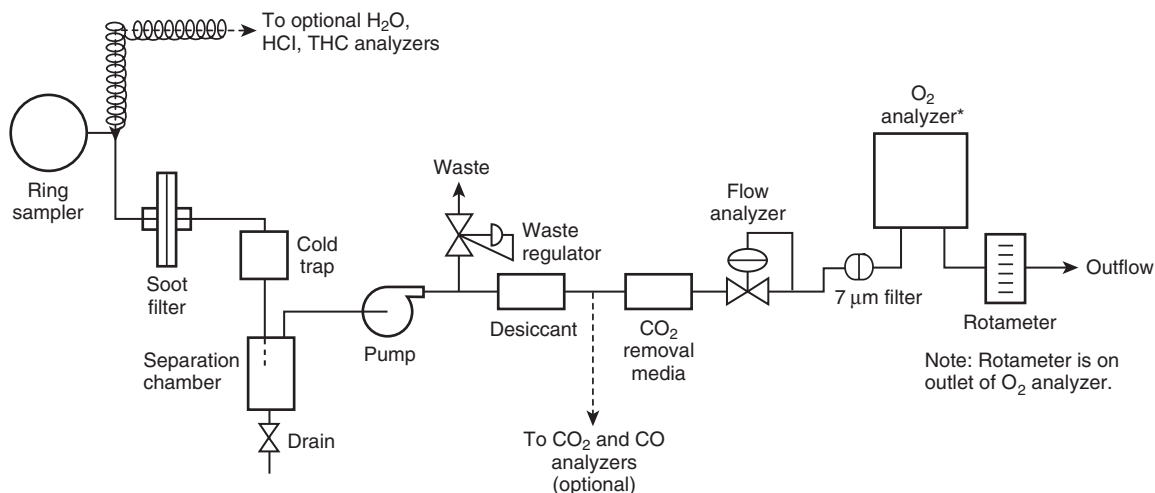 To optional H₂O,
HCI, THC analyzers
Ring
sampler
Soot
filter
Cold
trap
Separation
chamber
Drain
Pump
Waste
Waste
regulator
Desiccant
To CO₂ and CO
analyzers
(optional)
CO₂
removal
media
Flow
analyzer
7 μm filter
O₂
analyzer*
Rotameter
Outflow
Note: Rotameter is on
outlet of O₂ analyzer.